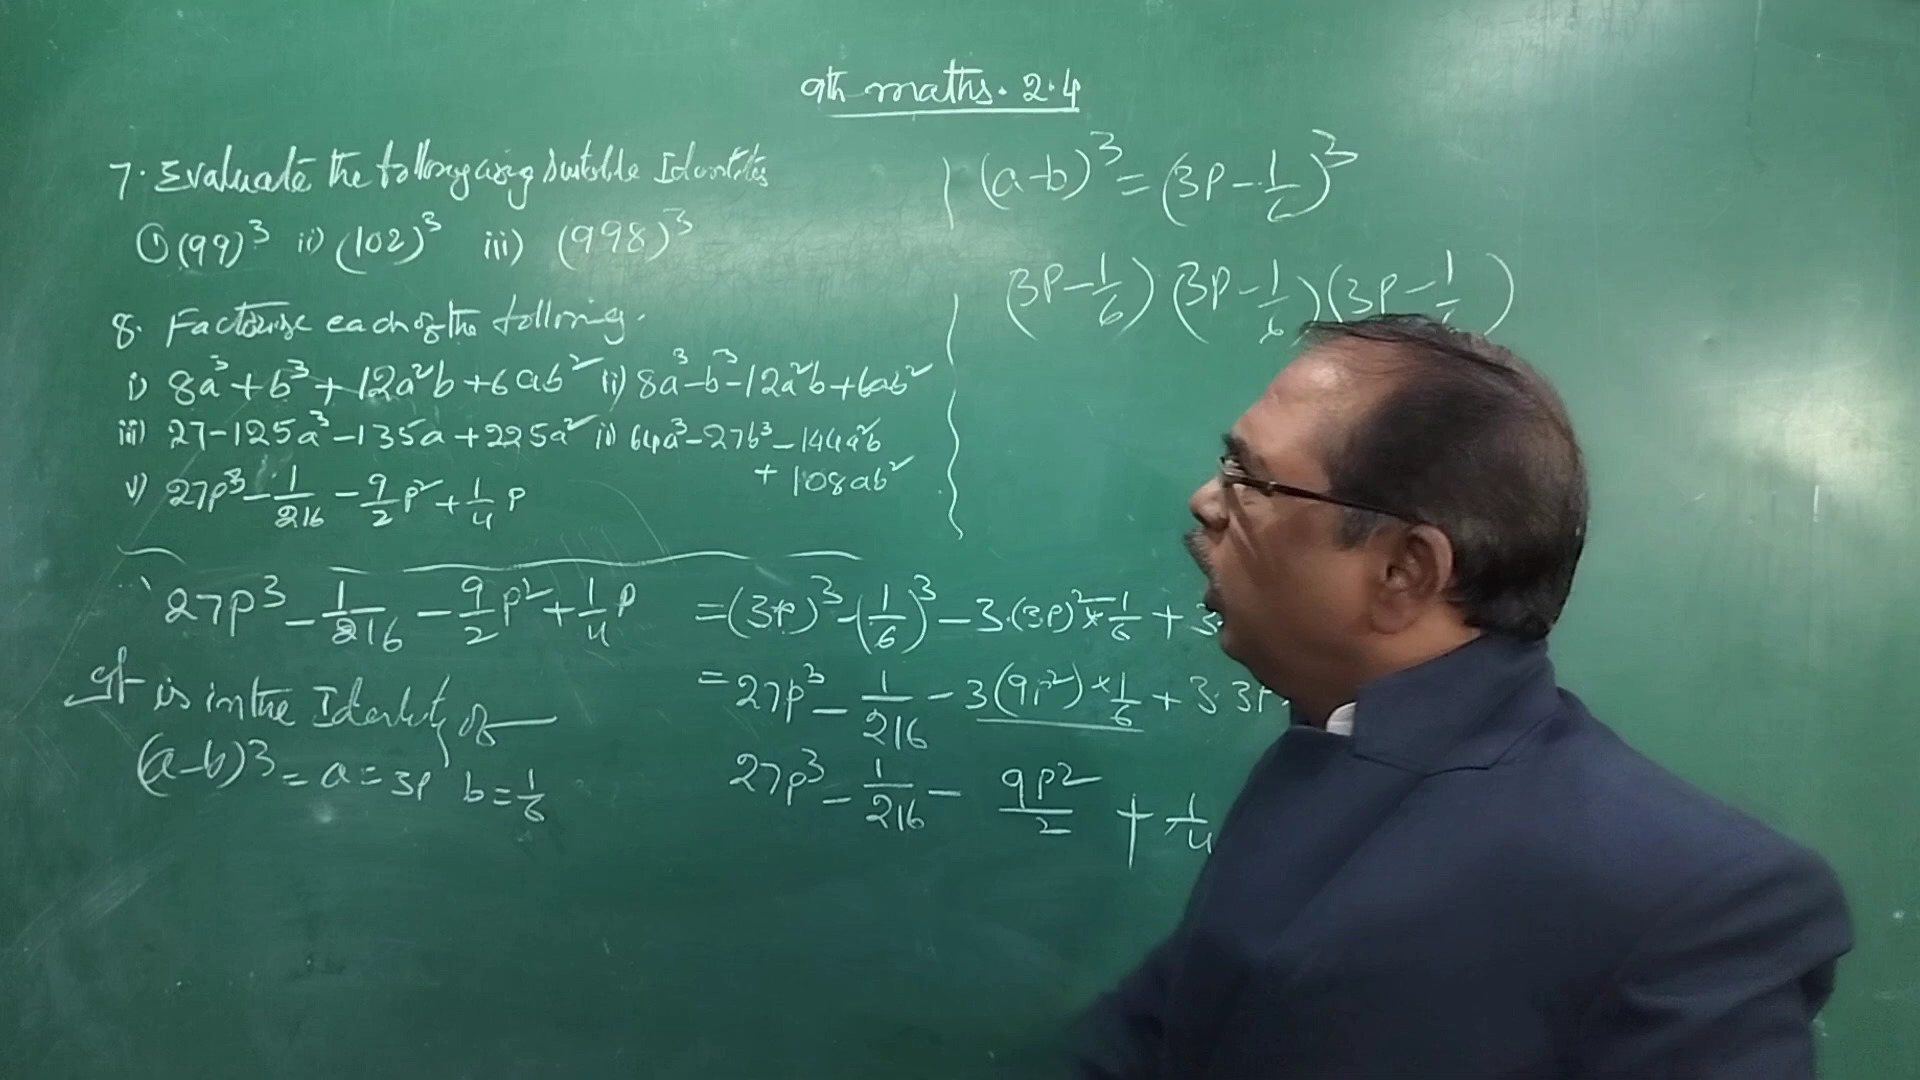 9th maths. 2.4
7. Evaluate the following using Suitable Identities
① (99)³ ii) (102)³ iii) (998)³
8. Factorise each of the following.
i) 8a³ + b³ + 12a²b + 6ab² ii) 8a³ - b³ - 12a²b + 6ab²
iii) 27 - 125a³ - 135a + 225a² iv) 64a³ - 27b³ - 144a²b
+ 108ab²
v) 27p³ - 1/216 - 9/2 p² + 1/4 p
27p³ - 1/216 - 9/2 p² + 1/4 p
It is in the Identity of
(a-b)³ = a = 3p b = 1/6
(a-b)³ = (3p - 1/6)³
(3p - 1/6) (3p - 1/6) (3p - 1/6)
= (3p)³ - (1/6)³ - 3·(3p)² × 1/6 + 3
= 27p³ - 1/216 - 3(9p²) × 1/6 + 3·3p
27p³ - 1/216 - 9p²/2 + 1/4